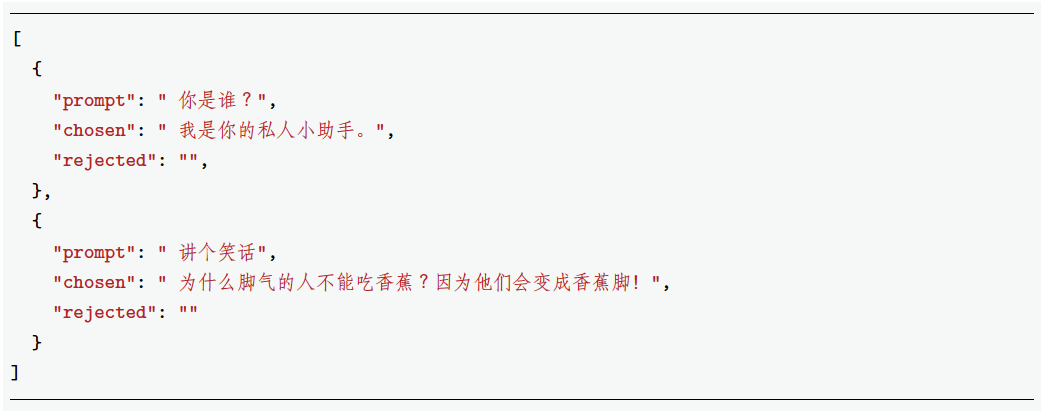 [
  {
    "prompt": " 你是谁？",
    "chosen": " 我是你的私人小助手。",
    "rejected": "",
  },
  {
    "prompt": " 讲个笑话",
    "chosen": " 为什么脚气的人不能吃香蕉？因为他们会变成香蕉脚！",
    "rejected": ""
  }
]